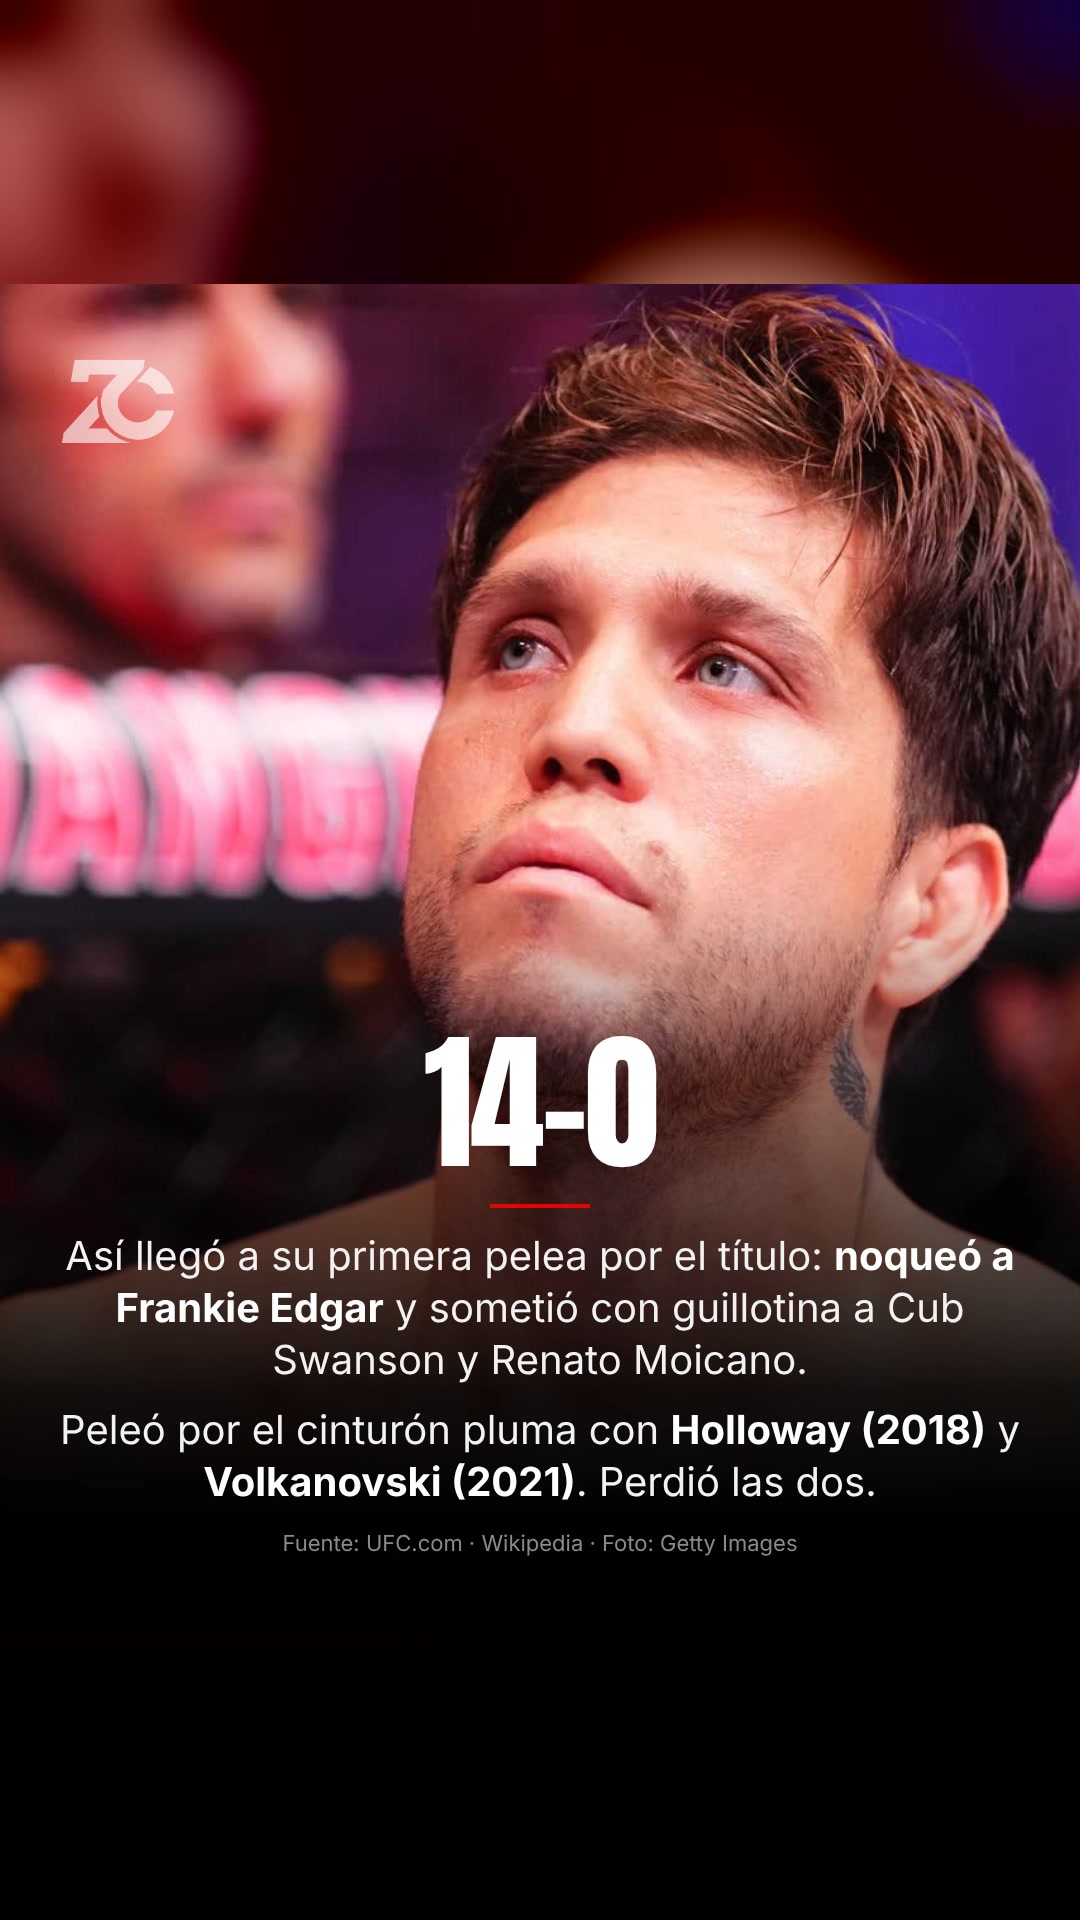 ZC
14-0
Así llegó a su primera pelea por el título: noqueó a
Frankie Edgar y sometió con guillotina a Cub
Swanson y Renato Moicano.
Peleó por el cinturón pluma con Holloway (2018) y
Volkanovski (2021). Perdió las dos.
Fuente: UFC.com · Wikipedia · Foto: Getty Images